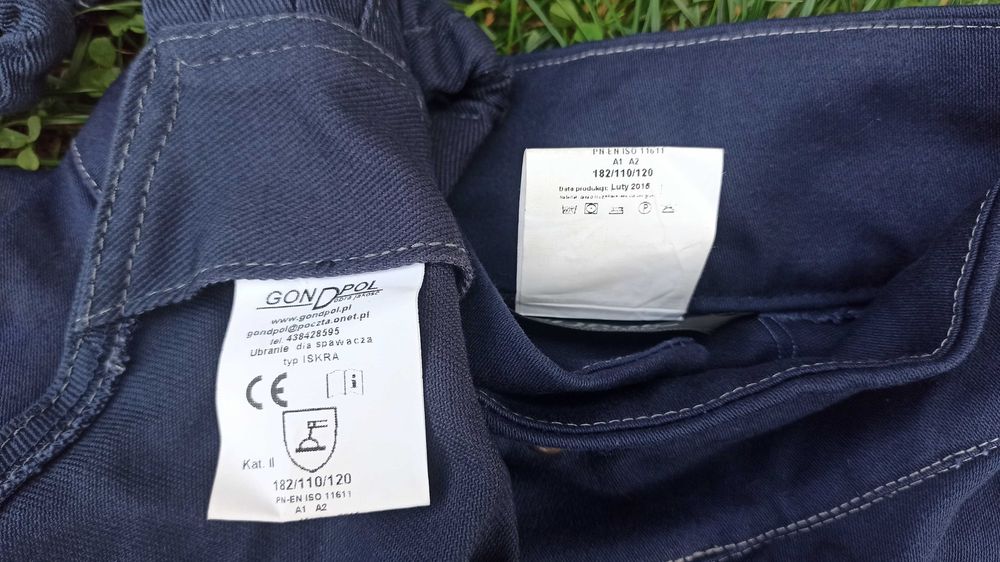 GONDPOL
Dobra jakość
www.gondpol.pl
gondpol@poczta.onet.pl
tel. 438428595
Ubranie dla spawacza
typ ISKRA
CE
Kat. II
182/110/120
PN-EN ISO 11611
A1 A2
PN-EN ISO 11611
A1 A2
182/110/120
Data produkcji: Luty 2015
P